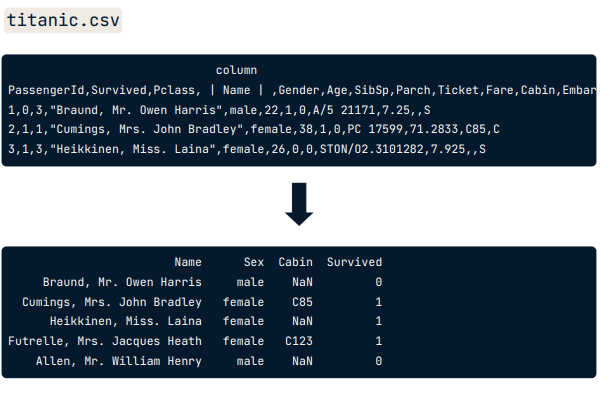 titanic.csv
column
PassengerId,Survived,Pclass, | Name | ,Gender,Age,SibSp,Parch,Ticket,Fare,Cabin,Embar
1,0,3,"Braund, Mr. Owen Harris",male,22,1,0,A/5 21171,7.25,,S
2,1,1,"Cumings, Mrs. John Bradley",female,38,1,0,PC 17599,71.2833,C85,C
3,1,3,"Heikkinen, Miss. Laina",female,26,0,0,STON/O2.3101282,7.925,,S
Name Sex Cabin Survived
Braund, Mr. Owen Harris male NaN 0
Cumings, Mrs. John Bradley female C85 1
Heikkinen, Miss. Laina female NaN 1
Futrelle, Mrs. Jacques Heath female C123 1
Allen, Mr. William Henry male NaN 0